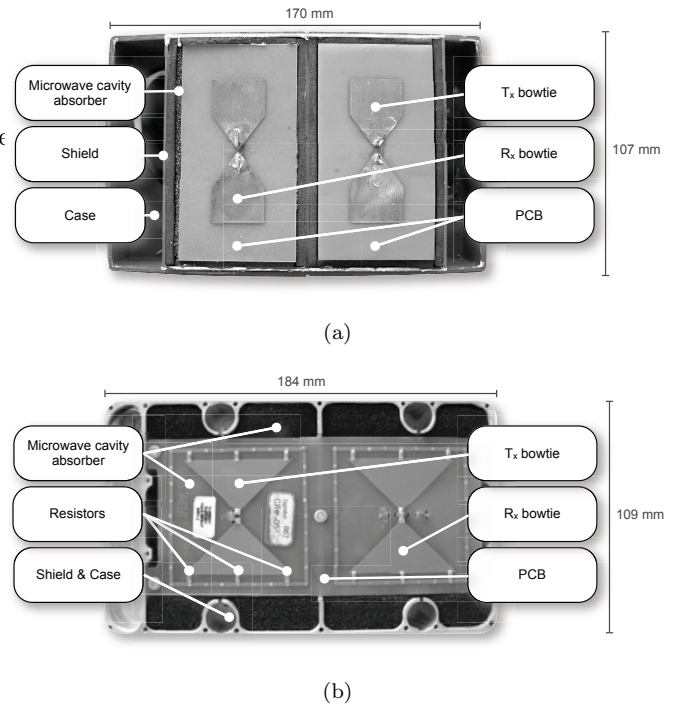 170 mm
Microwave cavity
absorber
Shield
Case
Tx bowtie
Rx bowtie
PCB
107 mm
(a)
184 mm
Microwave cavity
absorber
Resistors
Shield & Case
Tx bowtie
Rx bowtie
PCB
109 mm
(b)